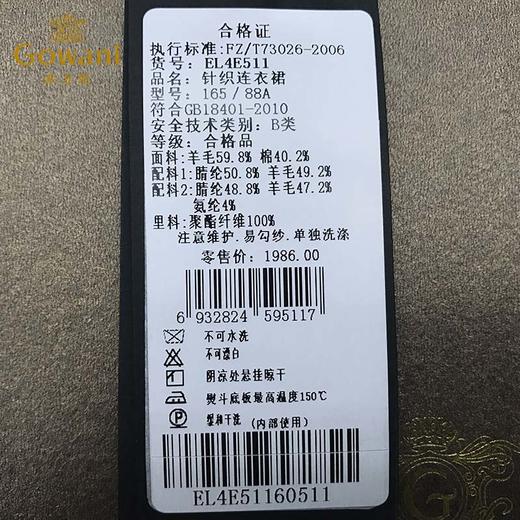 Gowani
合格证
执行标准:FZ/T73026-2006
货号: EL4E511
品名: 针织连衣裙
型号: 165/88A
符合GB18401-2010
安全技术类别: B类
等级: 合格品
面料:羊毛59.8% 棉40.2%
配料1:腈纶50.8% 羊毛49.2%
配料2:腈纶48.8% 羊毛47.2%
氨纶4%
里料:聚酯纤维100%
注意维护.易勾纱.单独洗涤
零售价: 1986.00
6 932824 595117
不可水洗
不可漂白
阴凉处悬挂晾干
熨斗底板最高温度150℃
P 缓和干洗 (内部使用)
EL4E51160511
G